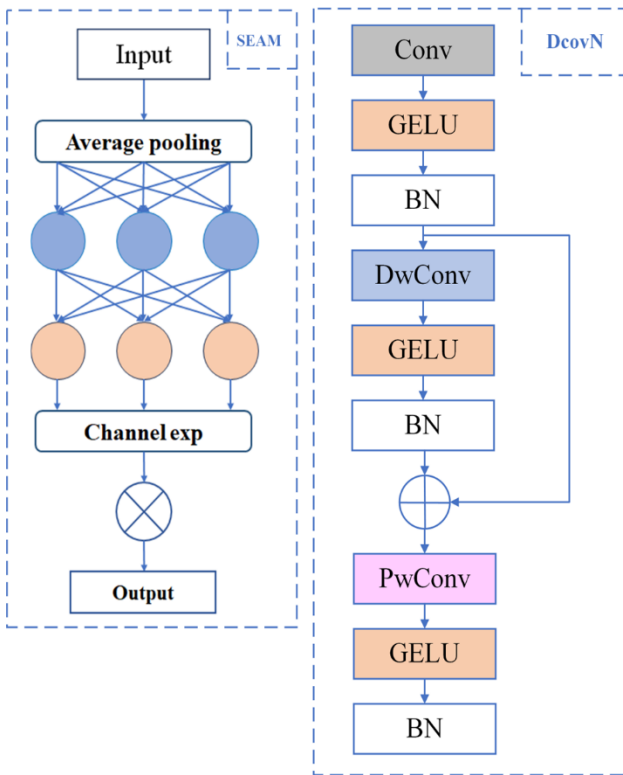 SEAM
Input
Average pooling
Channel exp
Output
DcovN
Conv
GELU
BN
DwConv
GELU
BN
PwConv
GELU
BN